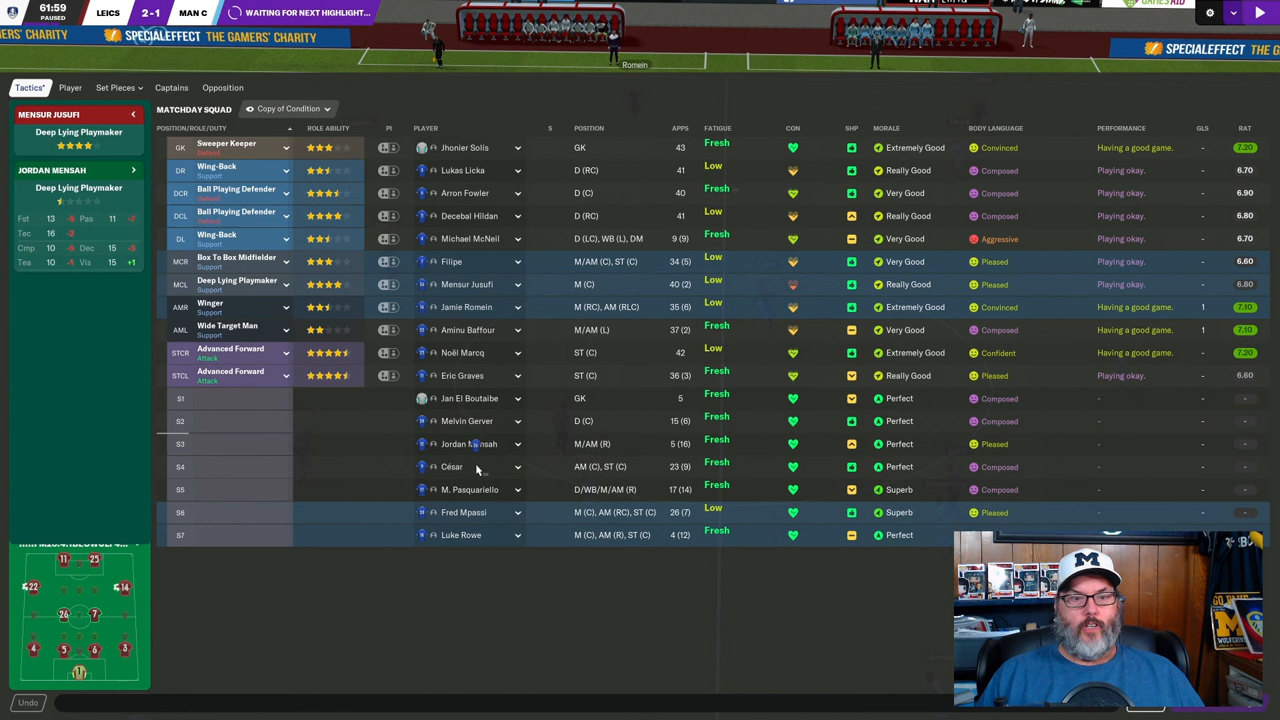 61:59
PAUSED
LEICS 2-1 MAN C
WAITING FOR NEXT HIGHLIGHT...
ERS' CHARITY SPECIALEFFECT THE GAMERS' CHARITY
SPECIALEFFECT
GAMESAID
Romein
Tactics* Player Set Pieces Captains Opposition
MATCHDAY SQUAD Copy of Condition
POSITION/ROLE/DUTY ROLE ABILITY PI PLAYER S POSITION APPS FATIGUE CON SHP MORALE BODY LANGUAGE PERFORMANCE GLS RAT
MENSUR JUSUFI
Deep Lying Playmaker
JORDAN MENSAH
Deep Lying Playmaker
Fst 13 Pas 11
Tec 16 -2
Cmp 10 Dec 15 -3
Tea 10 -1 Vis 15 +1
GK Sweeper Keeper Defend Jhonier Solis GK 43 Fresh Extremely Good Convinced Having a good game. - 7.20
DR Wing-Back Support Lukas Licka D (RC) 41 Low Really Good Composed Playing okay. - 6.70
DCR Ball Playing Defender Defend Arron Fowler D (C) 40 Fresh Very Good Composed Playing okay. - 6.90
DCL Ball Playing Defender Defend Decebal Hildan D (RC) 41 Low Really Good Composed Playing okay. - 6.80
DL Wing-Back Support Michael McNeil D (LC), WB (L), DM 9 (9) Fresh Very Good Aggressive Playing okay. - 6.70
MCR Box To Box Midfielder Support Filipe M/AM (C), ST (C) 34 (5) Low Very Good Pleased Playing okay. - 6.60
MCL Deep Lying Playmaker Support Mensur Jusufi M (C) 40 (2) Low Really Good Pleased Playing okay. - 6.80
AMR Winger Support Jamie Romein M (RC), AM (RLC) 35 (6) Low Extremely Good Convinced Having a good game. 1 7.10
AML Wide Target Man Support Aminu Baffour M/AM (L) 37 (2) Fresh Very Good Composed Having a good game. 1 7.10
STCR Advanced Forward Attack Noël Marcq ST (C) 42 Low Extremely Good Confident Having a good game. - 7.20
STCL Advanced Forward Attack Eric Graves ST (C) 36 (3) Fresh Really Good Pleased Playing okay. - 6.60
S1 Jan El Boutaibe GK 5 Fresh Perfect Composed - - -
S2 Melvin Gerver D (C) 15 (6) Fresh Perfect Composed - - -
S3 Jordan Mensah M/AM (R) 5 (16) Fresh Perfect Pleased - - -
S4 César AM (C), ST (C) 23 (9) Fresh Perfect Composed - - -
S5 M. Pasquariello D/WB/M/AM (R) 17 (14) Fresh Superb Composed - - -
S6 Fred Mpassi M (C), AM (RC), ST (C) 26 (7) Low Superb Pleased - - -
S7 Luke Rowe M (C), AM (R), ST (C) 4 (12) Fresh Perfect
11 25
22 14
26 7
4 5 6 3
1
Undo